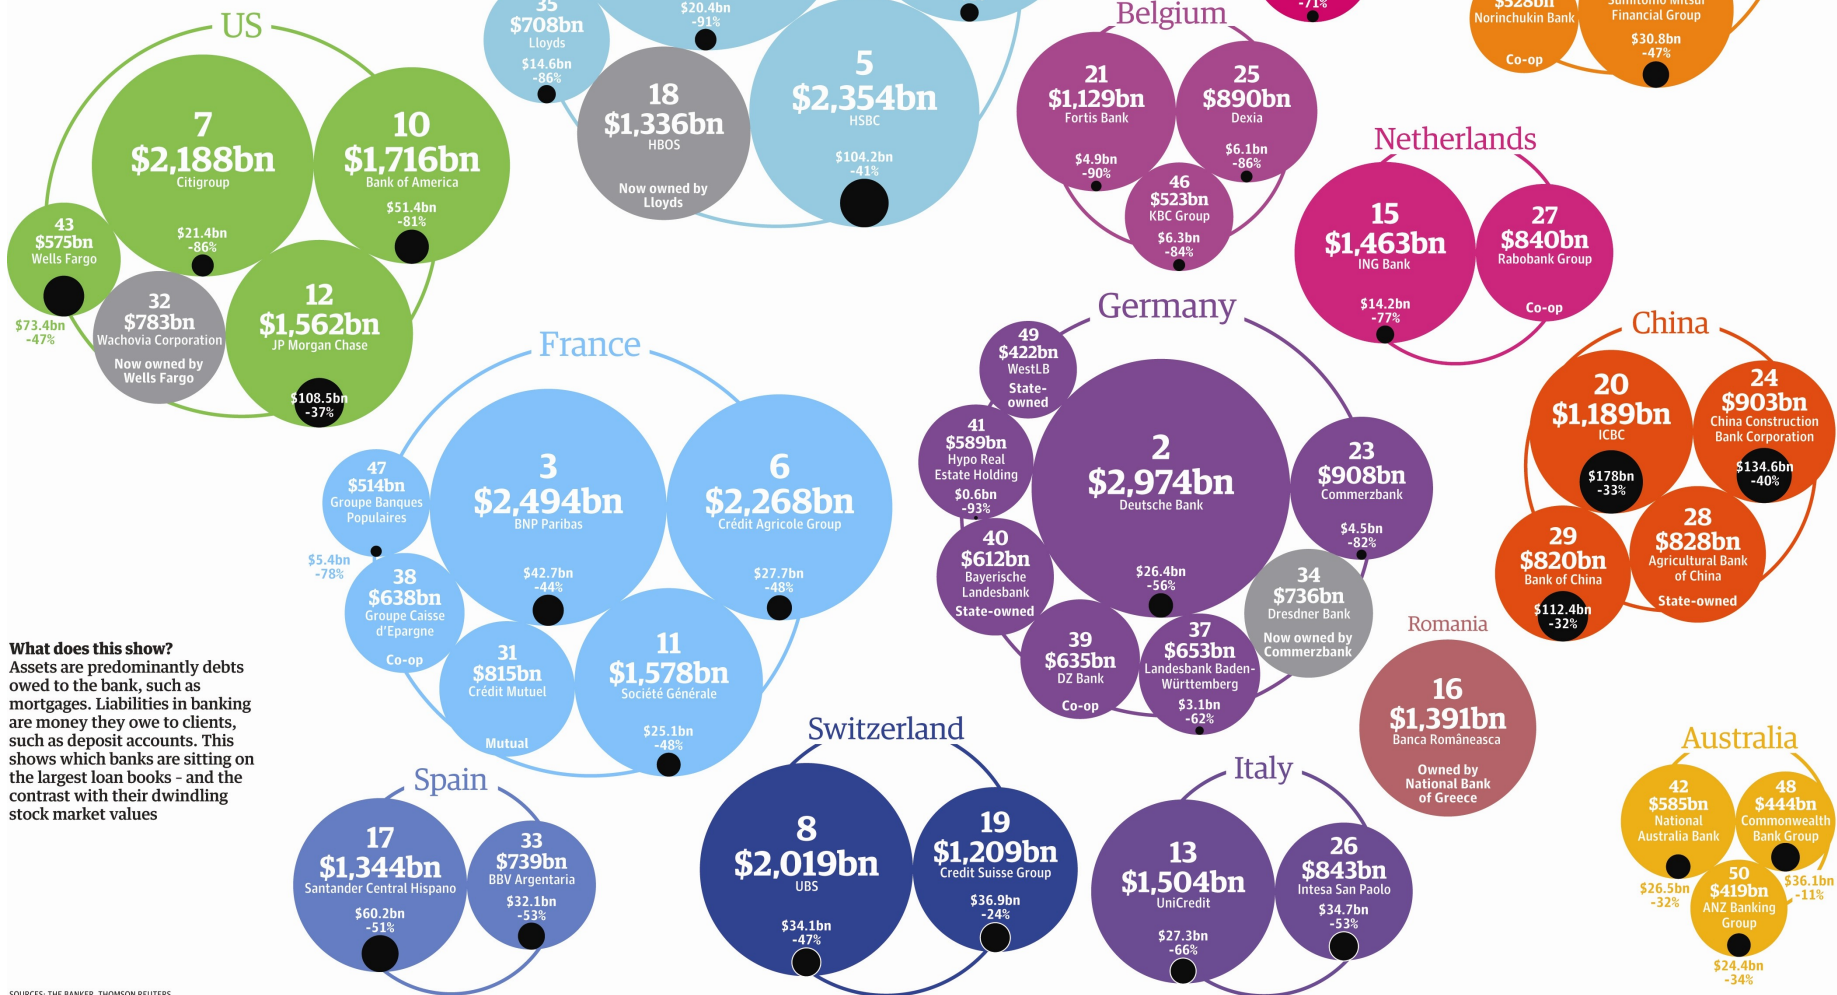 US
7
$2,188bn
Citigroup
$21.4bn
-86%
10
$1,716bn
Bank of America
$51.4bn
-81%
43
$575bn
Wells Fargo
$73.4bn
-47%
32
$783bn
Wachovia Corporation
Now owned by
Wells Fargo
12
$1,562bn
JP Morgan Chase
$108.5bn
-37%
35
$708bn
Lloyds
$14.6bn
-86%
$20.4bn
-91%
18
$1,336bn
HBOS
Now owned by
Lloyds
5
$2,354bn
HSBC
$104.2bn
-41%
Belgium
21
$1,129bn
Fortis Bank
$4.9bn
-90%
25
$890bn
Dexia
$6.1bn
-86%
46
$523bn
KBC Group
$6.3bn
-84%
-71%
$528bn
Norinchukin Bank
Co-op
Sumitomo Mitsui
Financial Group
$30.8bn
-47%
Netherlands
15
$1,463bn
ING Bank
$14.2bn
-77%
27
$840bn
Rabobank Group
Co-op
France
47
$514bn
Groupe Banques
Populaires
$5.4bn
-78%
3
$2,494bn
BNP Paribas
$42.7bn
-44%
6
$2,268bn
Crédit Agricole Group
$27.7bn
-48%
38
$638bn
Groupe Caisse
d'Epargne
Co-op
31
$815bn
Crédit Mutuel
Mutual
11
$1,578bn
Société Générale
$25.1bn
-48%
Germany
49
$422bn
WestLB
State-
owned
41
$589bn
Hypo Real
Estate Holding
$0.6bn
-93%
2
$2,974bn
Deutsche Bank
$26.4bn
-56%
23
$908bn
Commerzbank
$4.5bn
-82%
40
$612bn
Bayerische
Landesbank
State-owned
39
$635bn
DZ Bank
Co-op
37
$653bn
Landesbank Baden-
Württemberg
$3.1bn
-62%
34
$736bn
Dresdner Bank
Now owned by
Commerzbank
China
20
$1,189bn
ICBC
$178bn
-33%
24
$903bn
China Construction
Bank Corporation
$134.6bn
-40%
29
$820bn
Bank of China
$112.4bn
-32%
28
$828bn
Agricultural Bank
of China
State-owned
Romania
16
$1,391bn
Banca Româneasca
Owned by
National Bank
of Greece
What does this show?
Assets are predominantly debts
owed to the bank, such as
mortgages. Liabilities in banking
are money they owe to clients,
such as deposit accounts. This
shows which banks are sitting on
the largest loan books - and the
contrast with their dwindling
stock market values
Spain
17
$1,344bn
Santander Central Hispano
$60.2bn
-51%
33
$739bn
BBV Argentaria
$32.1bn
-53%
Switzerland
8
$2,019bn
UBS
$34.1bn
-47%
19
$1,209bn
Credit Suisse Group
$36.9bn
-24%
Italy
13
$1,504bn
UniCredit
$27.3bn
-66%
26
$843bn
Intesa San Paolo
$34.7bn
-53%
Australia
42
$585bn
National
Australia Bank
$26.5bn
-32%
48
$444bn
Commonwealth
Bank Group
$36.1bn
-11%
50
$419bn
ANZ Banking
Group
$24.4bn
-34%
SOURCES: THE BANKER, THOMSON REUTERS